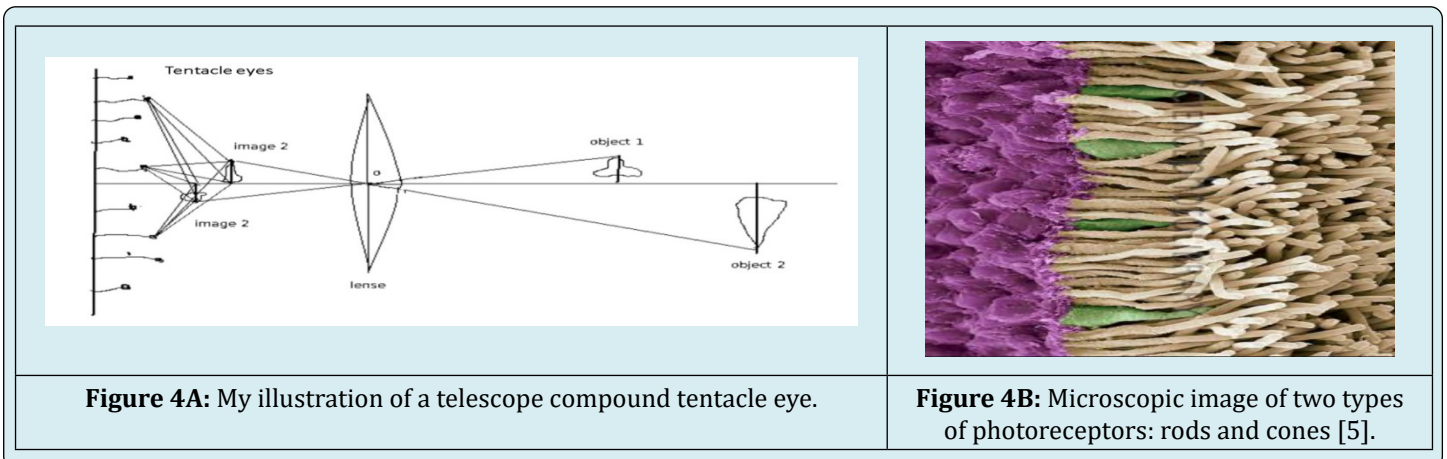 Tentacle eyes
image 2
object 1
o
image 2
object 2
lense
Figure 4A: My illustration of a telescope compound tentacle eye.
Figure 4B: Microscopic image of two types
of photoreceptors: rods and cones [5].